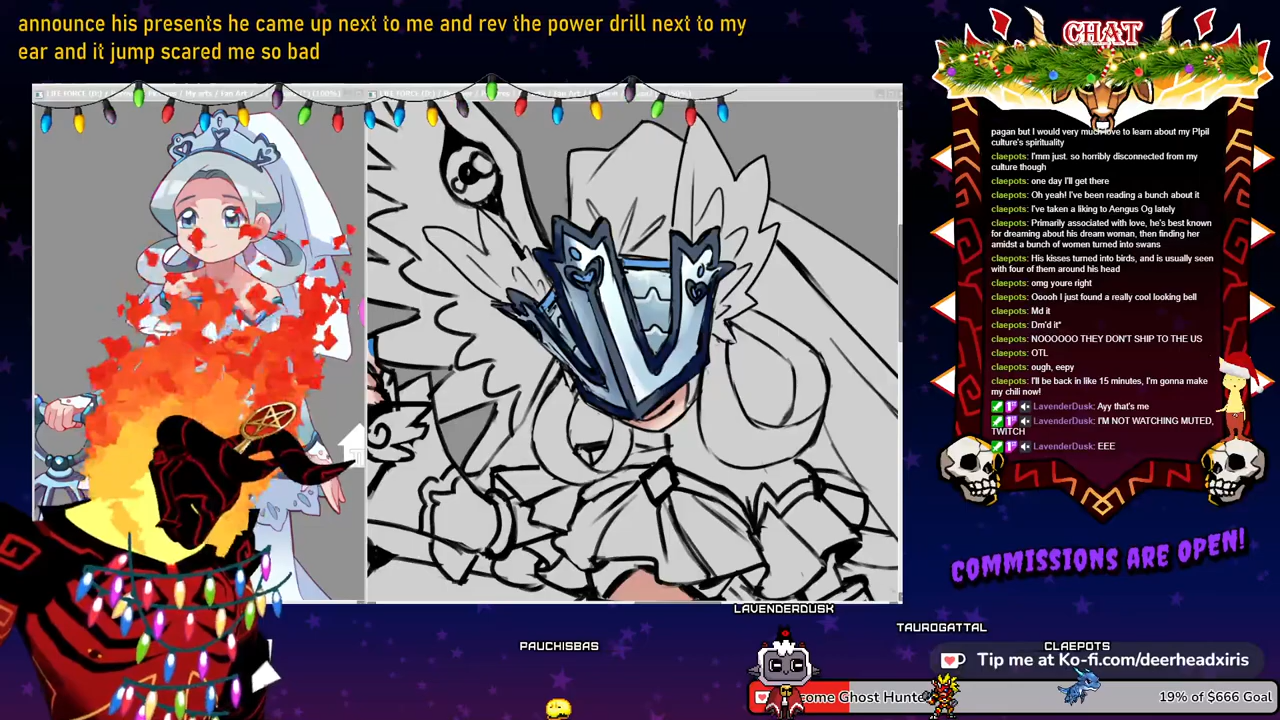 announce his presents he came up next to me and rev the power drill next to my
ear and it jump scared me so bad
CHAT
pagan but I would very much love to learn about my PIpil
culture's spirituality
claepots: I'mm just. so horribly disconnected from my
culture though
claepots: one day I'll get there
claepots: Oh yeah! I've been reading a bunch about it
claepots: I've taken a liking to Aengus Og lately
claepots: Primarily associated with love, he's best known
for dreaming about his dream woman, then finding her
amidst a bunch of women turned into swans
claepots: His kisses turned into birds, and is usually seen
with four of them around his head
claepots: omg youre right
claepots: Ooooh I just found a really cool looking bell
claepots: Md it
claepots: Dm'd it*
claepots: NOOOOOO THEY DON'T SHIP TO THE US
claepots: OTL
claepots: ough, eepy
claepots: I'll be back in like 15 minutes, I'm gonna make
my chili now!
LavenderDusk: Ayy that's me
LavenderDusk: I'M NOT WATCHING MUTED,
TWITCH
LavenderDusk: EEE
COMMISSIONS ARE OPEN!
LAVENDERDUSK
TAUROGATTAL
PAUCHISBAS
CLAEPOTS
Tip me at Ko-fi.com/deerheadxiris
come Ghost Hunte
19% of $666 Goal